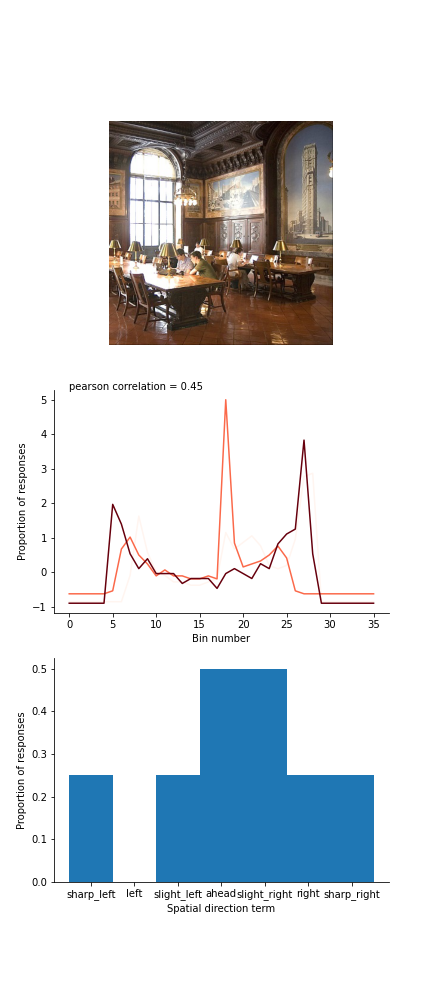 pearson correlation = 0.45
Proportion of responses
5
4
3
2
1
0
−1
0 5 10 15 20 25 30 35
Bin number
Proportion of responses
0.5
0.4
0.3
0.2
0.1
0.0
sharp_left left slight_left ahead slight_right right sharp_right
Spatial direction term